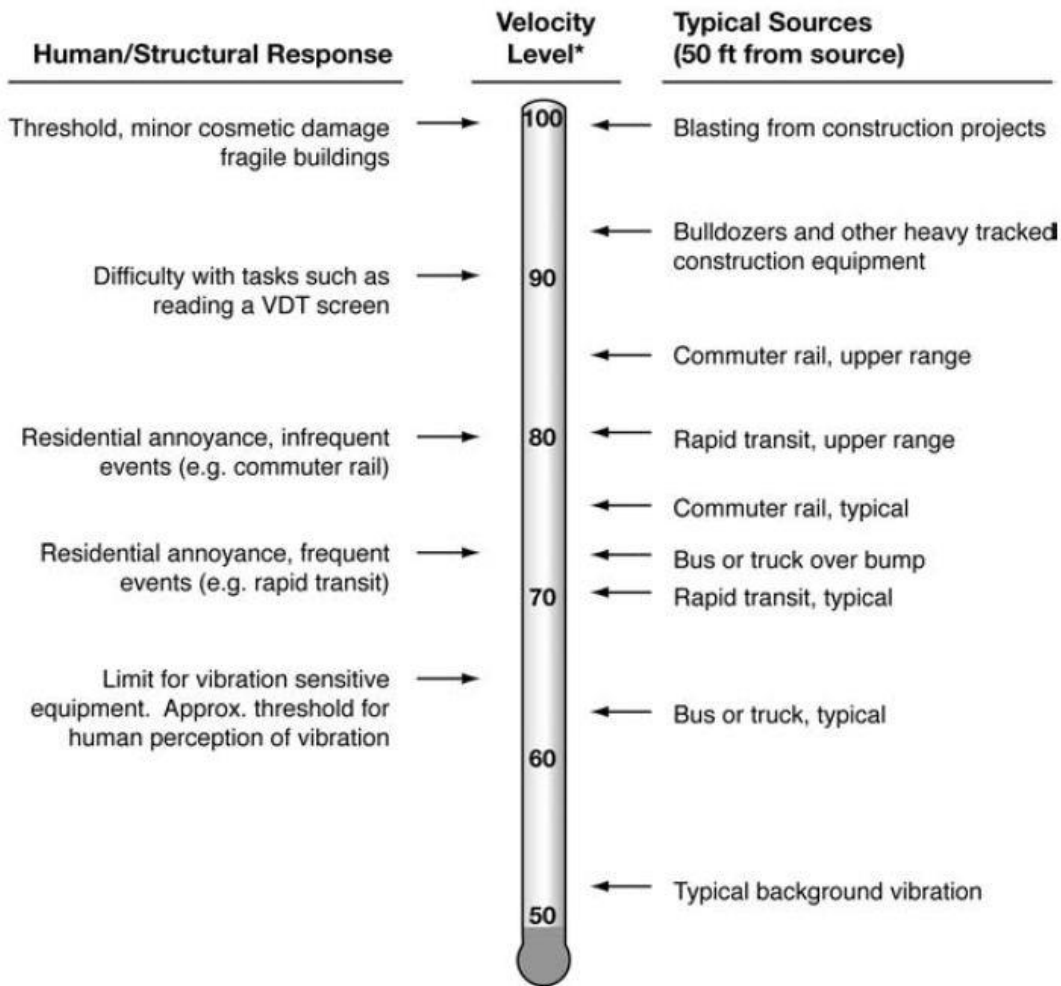 Human/Structural Response
Velocity
Level*
Typical Sources
(50 ft from source)
Threshold, minor cosmetic damage
fragile buildings
100
Blasting from construction projects
Bulldozers and other heavy tracked
construction equipment
Difficulty with tasks such as
reading a VDT screen
90
Commuter rail, upper range
Residential annoyance, infrequent
events (e.g. commuter rail)
80
Rapid transit, upper range
Commuter rail, typical
Residential annoyance, frequent
events (e.g. rapid transit)
Bus or truck over bump
70
Rapid transit, typical
Limit for vibration sensitive
equipment. Approx. threshold for
human perception of vibration
Bus or truck, typical
60
Typical background vibration
50